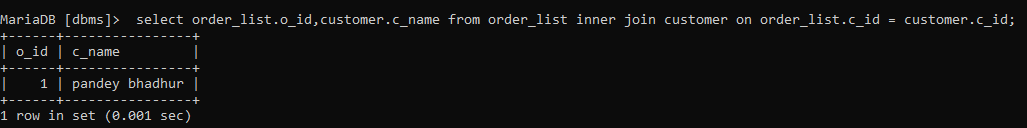 MariaDB [dbms]>  select order_list.o_id,customer.c_name from order_list inner join customer on order_list.c_id = customer.c_id;
+------+----------------+
| o_id | c_name         |
+------+----------------+
|    1 | pandey bhadhur |
+------+----------------+
1 row in set (0.001 sec)